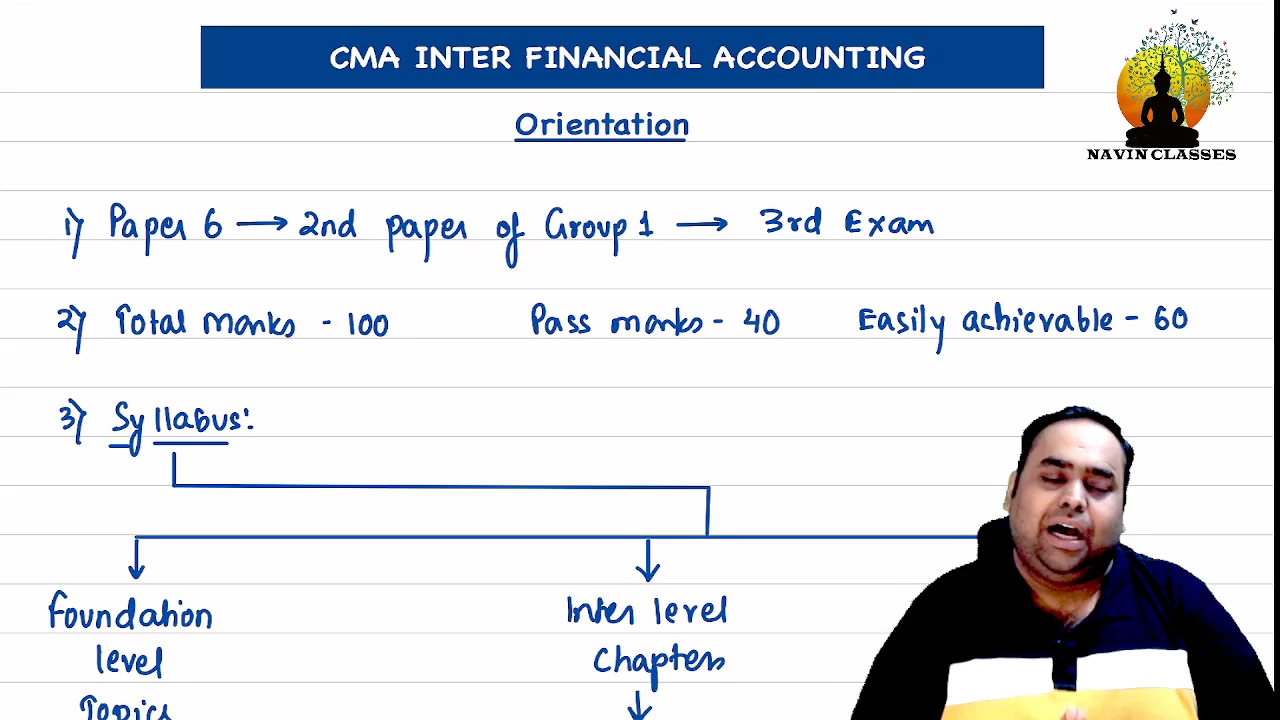 CMA INTER FINANCIAL ACCOUNTING
NAVIN CLASSES
Orientation
1) Paper 6 → 2nd paper of Group 1 → 3rd Exam
2) Total marks - 100 Pass marks - 40 Easily achievable - 60
3) Syllabus:
Foundation level Topics
Inter level Chapters